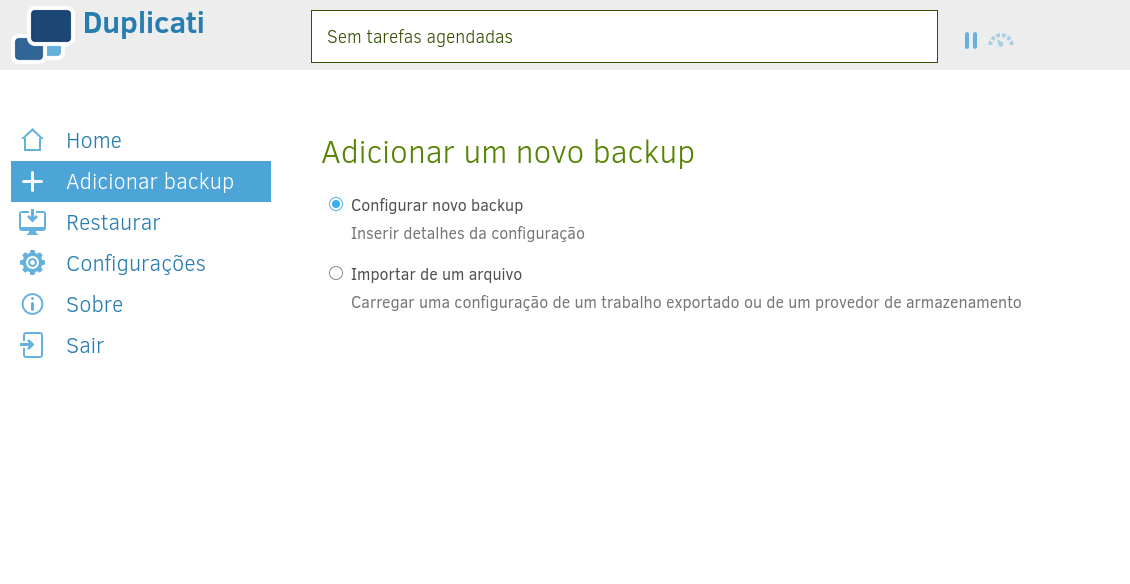 Duplicati
Sem tarefas agendadas
Home
Adicionar backup
Restaurar
Configurações
Sobre
Sair
Adicionar um novo backup
Configurar novo backup
Inserir detalhes da configuração
Importar de um arquivo
Carregar uma configuração de um trabalho exportado ou de um provedor de armazenamento